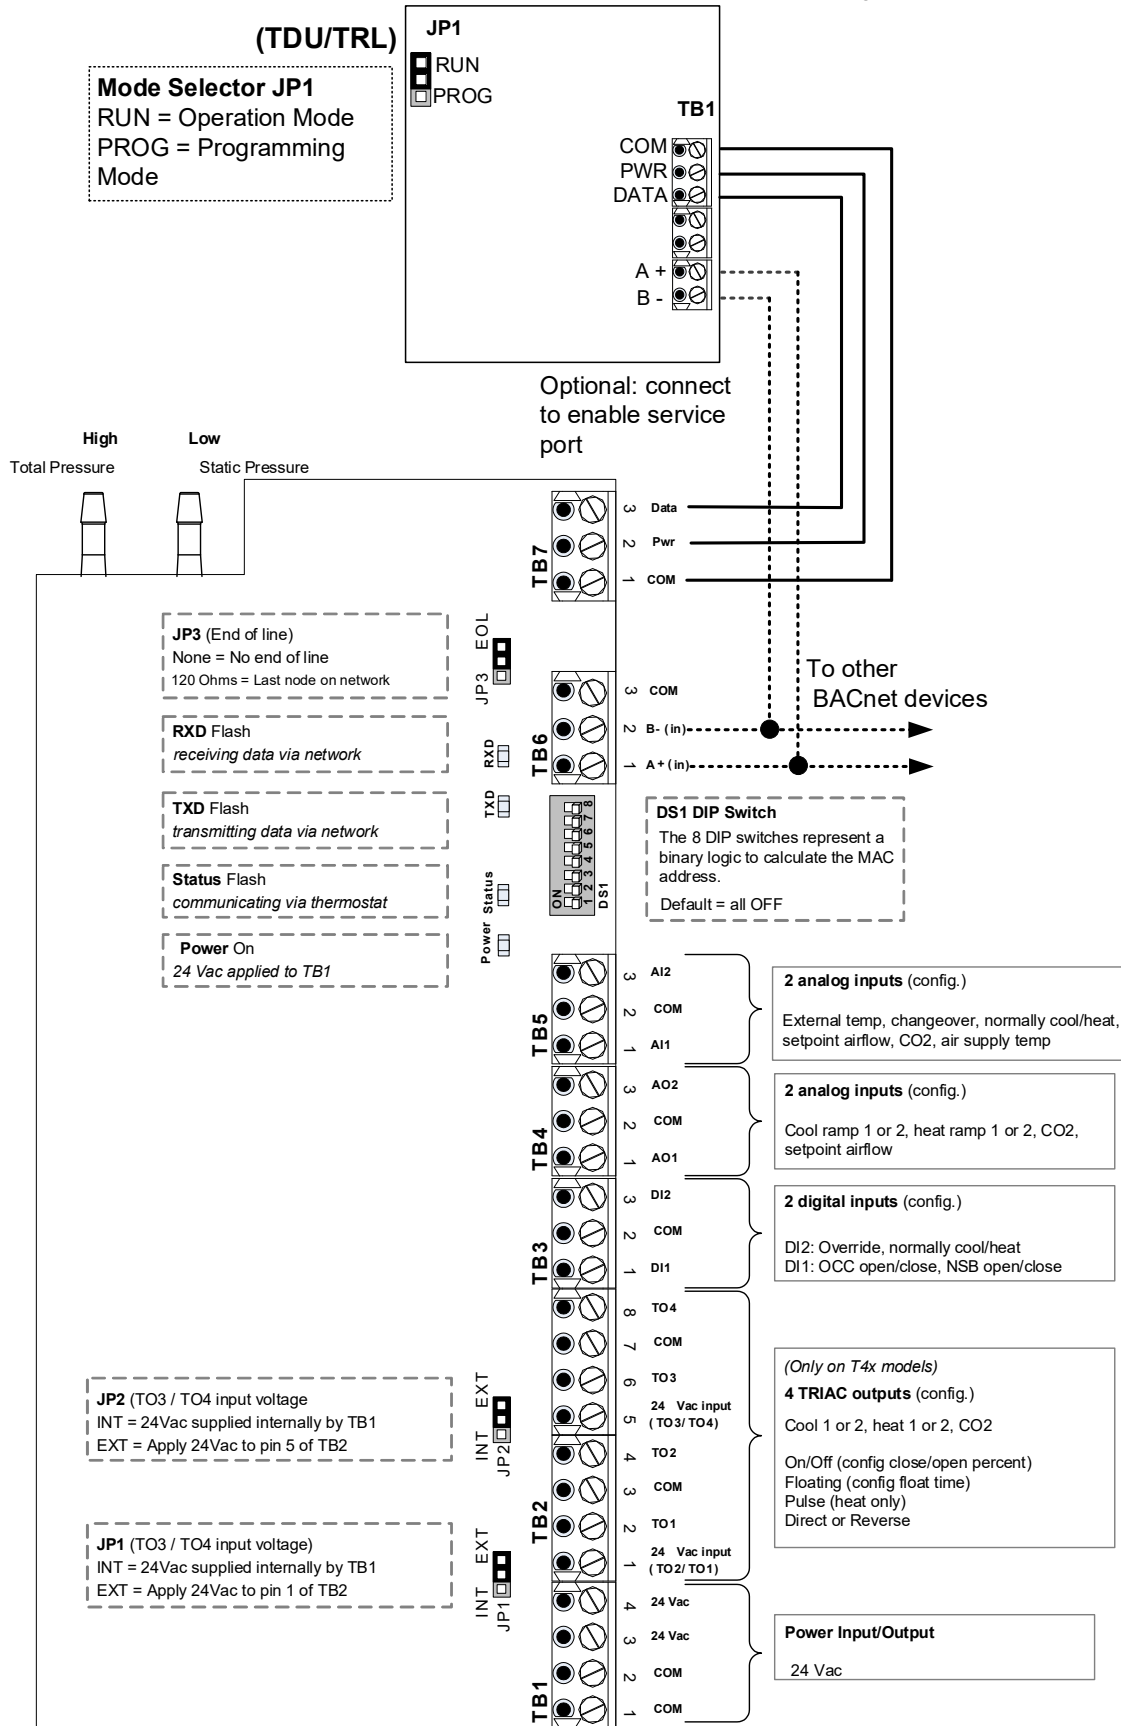 (TDU/TRL)
JP1
RUN
PROG
Mode Selector JP1
RUN = Operation Mode
PROG = Programming
Mode
TB1
COM
PWR
DATA
A +
B -
Optional: connect
to enable service
port
High
Low
Total Pressure
Static Pressure
TB7
3 Data
2 Pwr
1 COM
JP3 (End of line)
None = No end of line
120 Ohms = Last node on network
JP3 EOL
RXD Flash
receiving data via network
RXD
TB6
3 COM
2 B- (in)
1 A+ (in)
To other
BACnet devices
TXD Flash
transmitting data via network
TXD
Status Flash
communicating via thermostat
Status
Power On
24 Vac applied to TB1
Power
ON
1 2 3 4 5 6 7 8
DS1
DS1 DIP Switch
The 8 DIP switches represent a
binary logic to calculate the MAC
address.
Default = all OFF
TB5
3 AI2
2 COM
1 AI1
2 analog inputs (config.)
External temp, changeover, normally cool/heat,
setpoint airflow, CO2, air supply temp
TB4
3 AO2
2 COM
1 AO1
2 analog inputs (config.)
Cool ramp 1 or 2, heat ramp 1 or 2, CO2,
setpoint airflow
TB3
3 DI2
2 COM
1 DI1
2 digital inputs (config.)
DI2: Override, normally cool/heat
DI1: OCC open/close, NSB open/close
TB2
8 TO4
7 COM
6 TO3
5 24 Vac input
(TO3/TO4)
4 TO2
3 COM
2 TO1
1 24 Vac input
(TO2/TO1)
(Only on T4x models)
4 TRIAC outputs (config.)
Cool 1 or 2, heat 1 or 2, CO2
On/Off (config close/open percent)
Floating (config float time)
Pulse (heat only)
Direct or Reverse
JP2 (TO3 / TO4 input voltage
INT = 24Vac supplied internally by TB1
EXT = Apply 24Vac to pin 5 of TB2
INT EXT
JP2
JP1 (TO3 / TO4 input voltage)
INT = 24Vac supplied internally by TB1
EXT = Apply 24Vac to pin 1 of TB2
INT EXT
JP1
TB1
4 24 Vac
3 24 Vac
2 COM
1 COM
Power Input/Output
24 Vac